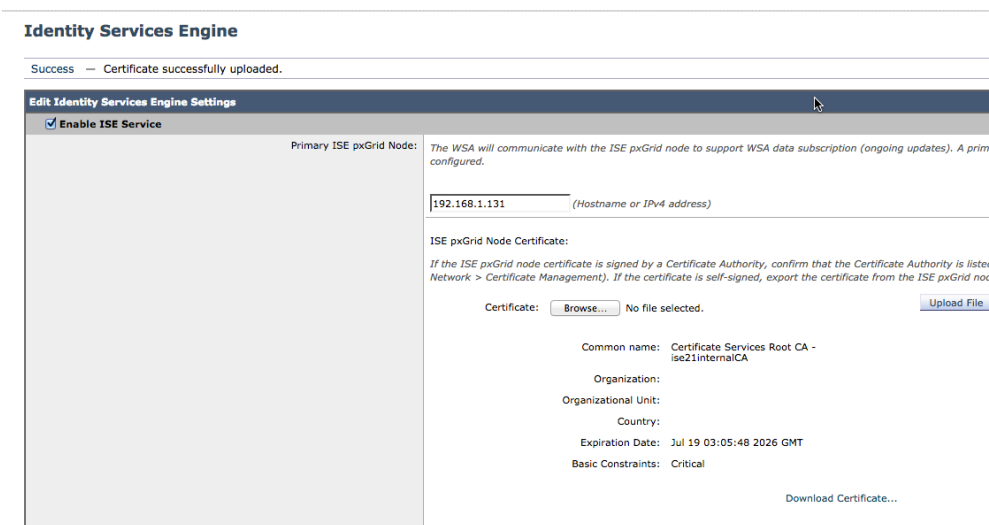 Identity Services Engine
Success — Certificate successfully uploaded.
Edit Identity Services Engine Settings
Enable ISE Service
Primary ISE pxGrid Node:
The WSA will communicate with the ISE pxGrid node to support WSA data subscription (ongoing updates). A prim
configured.
192.168.1.131 (Hostname or IPv4 address)
ISE pxGrid Node Certificate:
If the ISE pxGrid node certificate is signed by a Certificate Authority, confirm that the Certificate Authority is liste
Network > Certificate Management). If the certificate is self-signed, export the certificate from the ISE pxGrid nod
Certificate: Browse... No file selected. Upload File
Common name: Certificate Services Root CA -
ise21internalCA
Organization:
Organizational Unit:
Country:
Expiration Date: Jul 19 03:05:48 2026 GMT
Basic Constraints: Critical
Download Certificate...